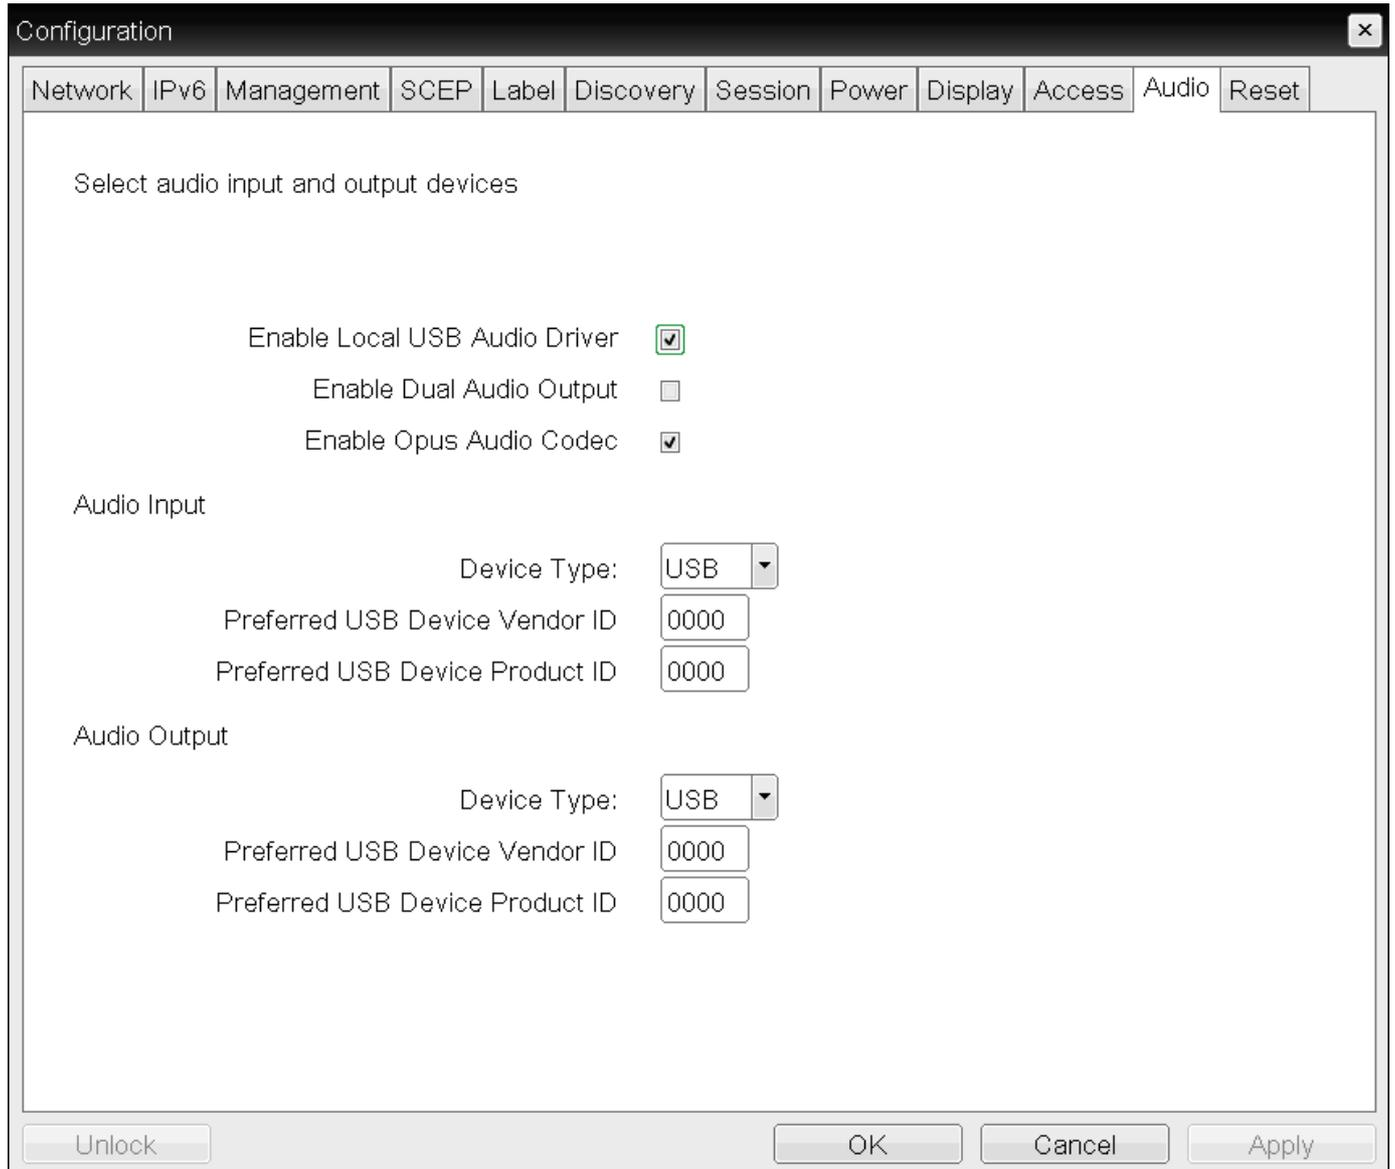 Configuration
Network IPv6 Management SCEP Label Discovery Session Power Display Access Audio Reset
Select audio input and output devices
Enable Local USB Audio Driver
Enable Dual Audio Output
Enable Opus Audio Codec
Audio Input
Device Type: USB
Preferred USB Device Vendor ID 0000
Preferred USB Device Product ID 0000
Audio Output
Device Type: USB
Preferred USB Device Vendor ID 0000
Preferred USB Device Product ID 0000
Unlock OK Cancel Apply